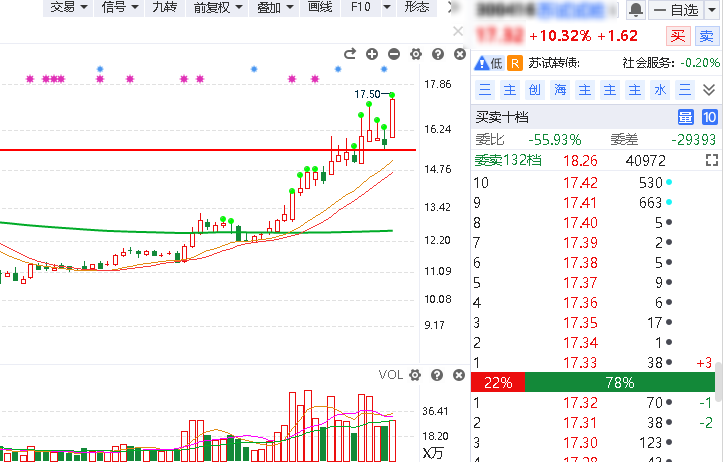 交易 信号 九转 前复权 叠加 画线 F10 形态
自选
+10.32% +1.62 买 卖
低 R 苏试转债: 社会服务: -0.20%
三 主 创 海 主 主 主 水 三
买卖十档 量 10
委比 -55.93% 委差 -29393
委卖132档 18.26 40972
10 17.42 530
9 17.41 663
8 17.40 5
7 17.39 2
6 17.38 5
5 17.37 9
4 17.36 6
3 17.35 17
2 17.34 1
1 17.33 38 +3
22% 78%
1 17.32 70 -1
2 17.31 38 -2
3 17.30 123
17.50
17.86
16.24
14.76
13.42
12.20
11.09
10.08
9.17
VOL
36.41
18.20
X万